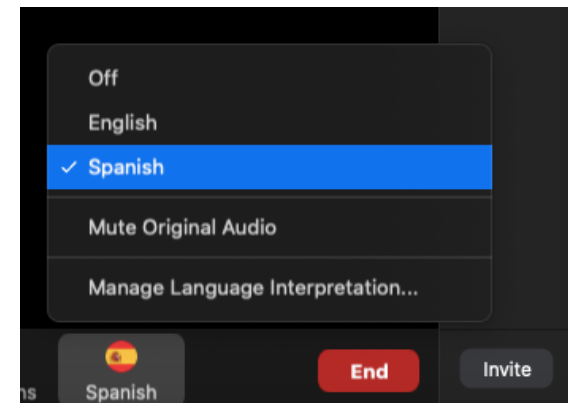 Off
English
Spanish
Mute Original Audio
Manage Language Interpretation...
Spanish
End
Invite